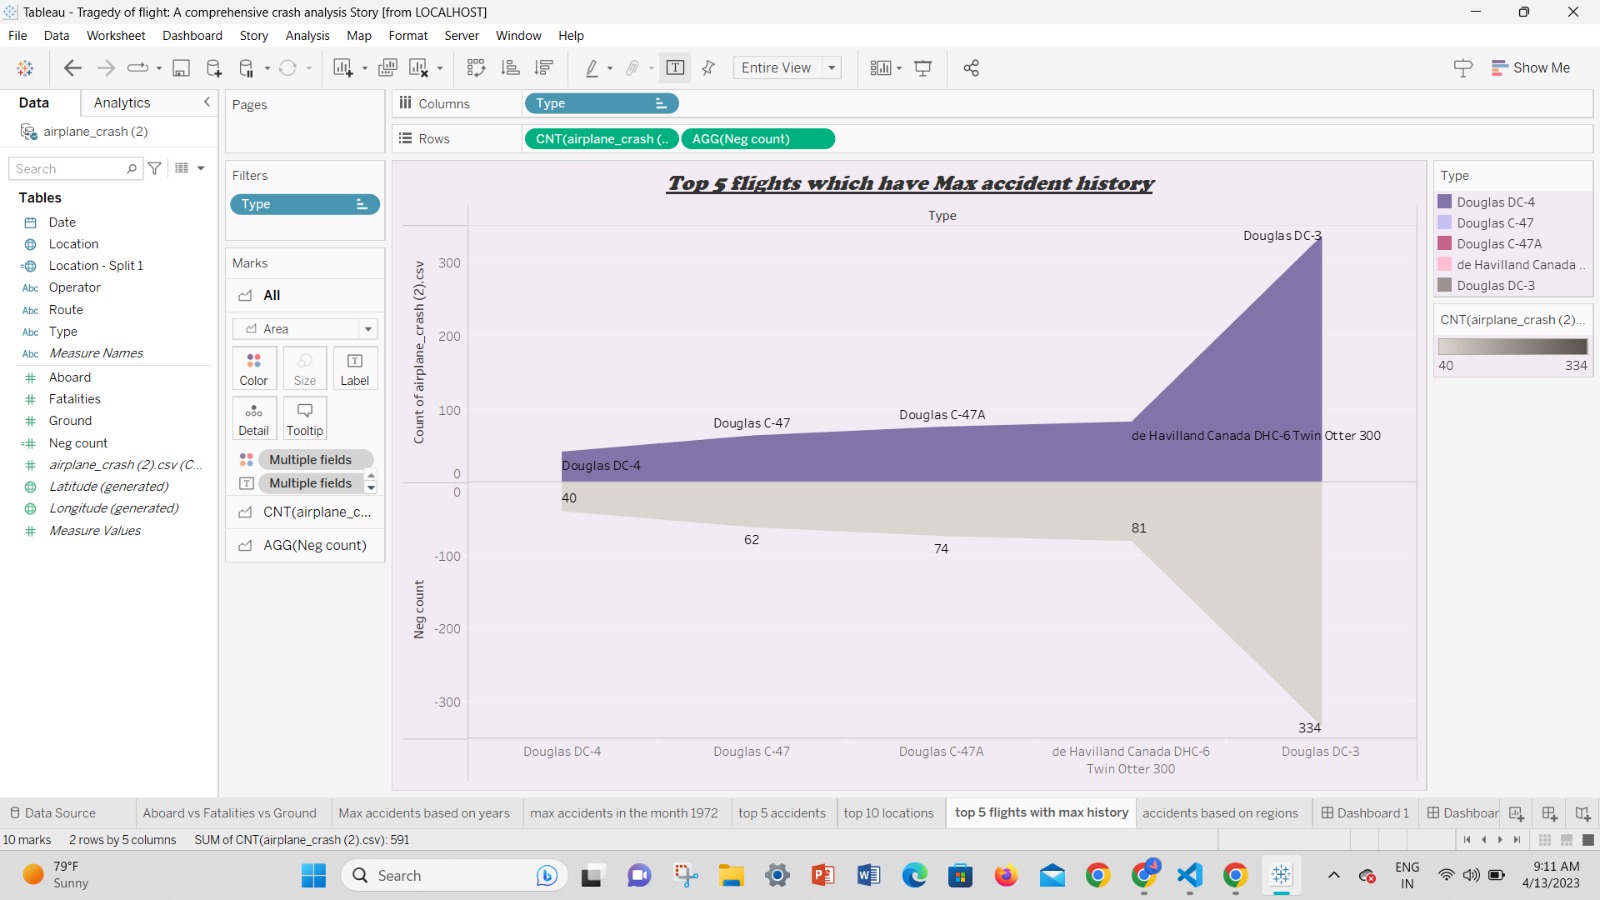 Tableau - Tragedy of flight: A comprehensive crash analysis Story [from LOCALHOST]
File Data Worksheet Dashboard Story Analysis Map Format Server Window Help
Entire View
Show Me
Data Analytics
airplane_crash (2)
Search
Tables
Date
Location
Location - Split 1
Abc Operator
Abc Route
Abc Type
Abc Measure Names
Aboard
Fatalities
Ground
Neg count
airplane_crash (2).csv (C...
Latitude (generated)
Longitude (generated)
Measure Values
Pages
Filters
Type
Marks
All
Area
Color Size Label
Detail Tooltip
Multiple fields
Multiple fields
CNT(airplane_c...
AGG(Neg count)
Columns Type
Rows CNT(airplane_crash (.. AGG(Neg count)
Top 5 flights which have Max accident history
Type
Count of airplane_crash (2).csv
300
200
100
0
Douglas DC-4
Douglas C-47
Douglas C-47A
de Havilland Canada DHC-6 Twin Otter 300
Douglas DC-3
Neg count
0
-100
-200
-300
40
62
74
81
334
Douglas DC-4 Douglas C-47 Douglas C-47A de Havilland Canada DHC-6 Douglas DC-3
Twin Otter 300
Type
Douglas DC-4
Douglas C-47
Douglas C-47A
de Havilland Canada ..
Douglas DC-3
CNT(airplane_crash (2)...
40 334
Data Source Aboard vs Fatalities vs Ground Max accidents based on years max accidents in the month 1972 top 5 accidents top 10 locations top 5 flights with max history accidents based on regions Dashboard 1 Dashboar
10 marks 2 rows by 5 columns SUM of CNT(airplane_crash (2).csv): 591
79°F
Sunny
Search
ENG
IN
9:11 AM
4/13/2023